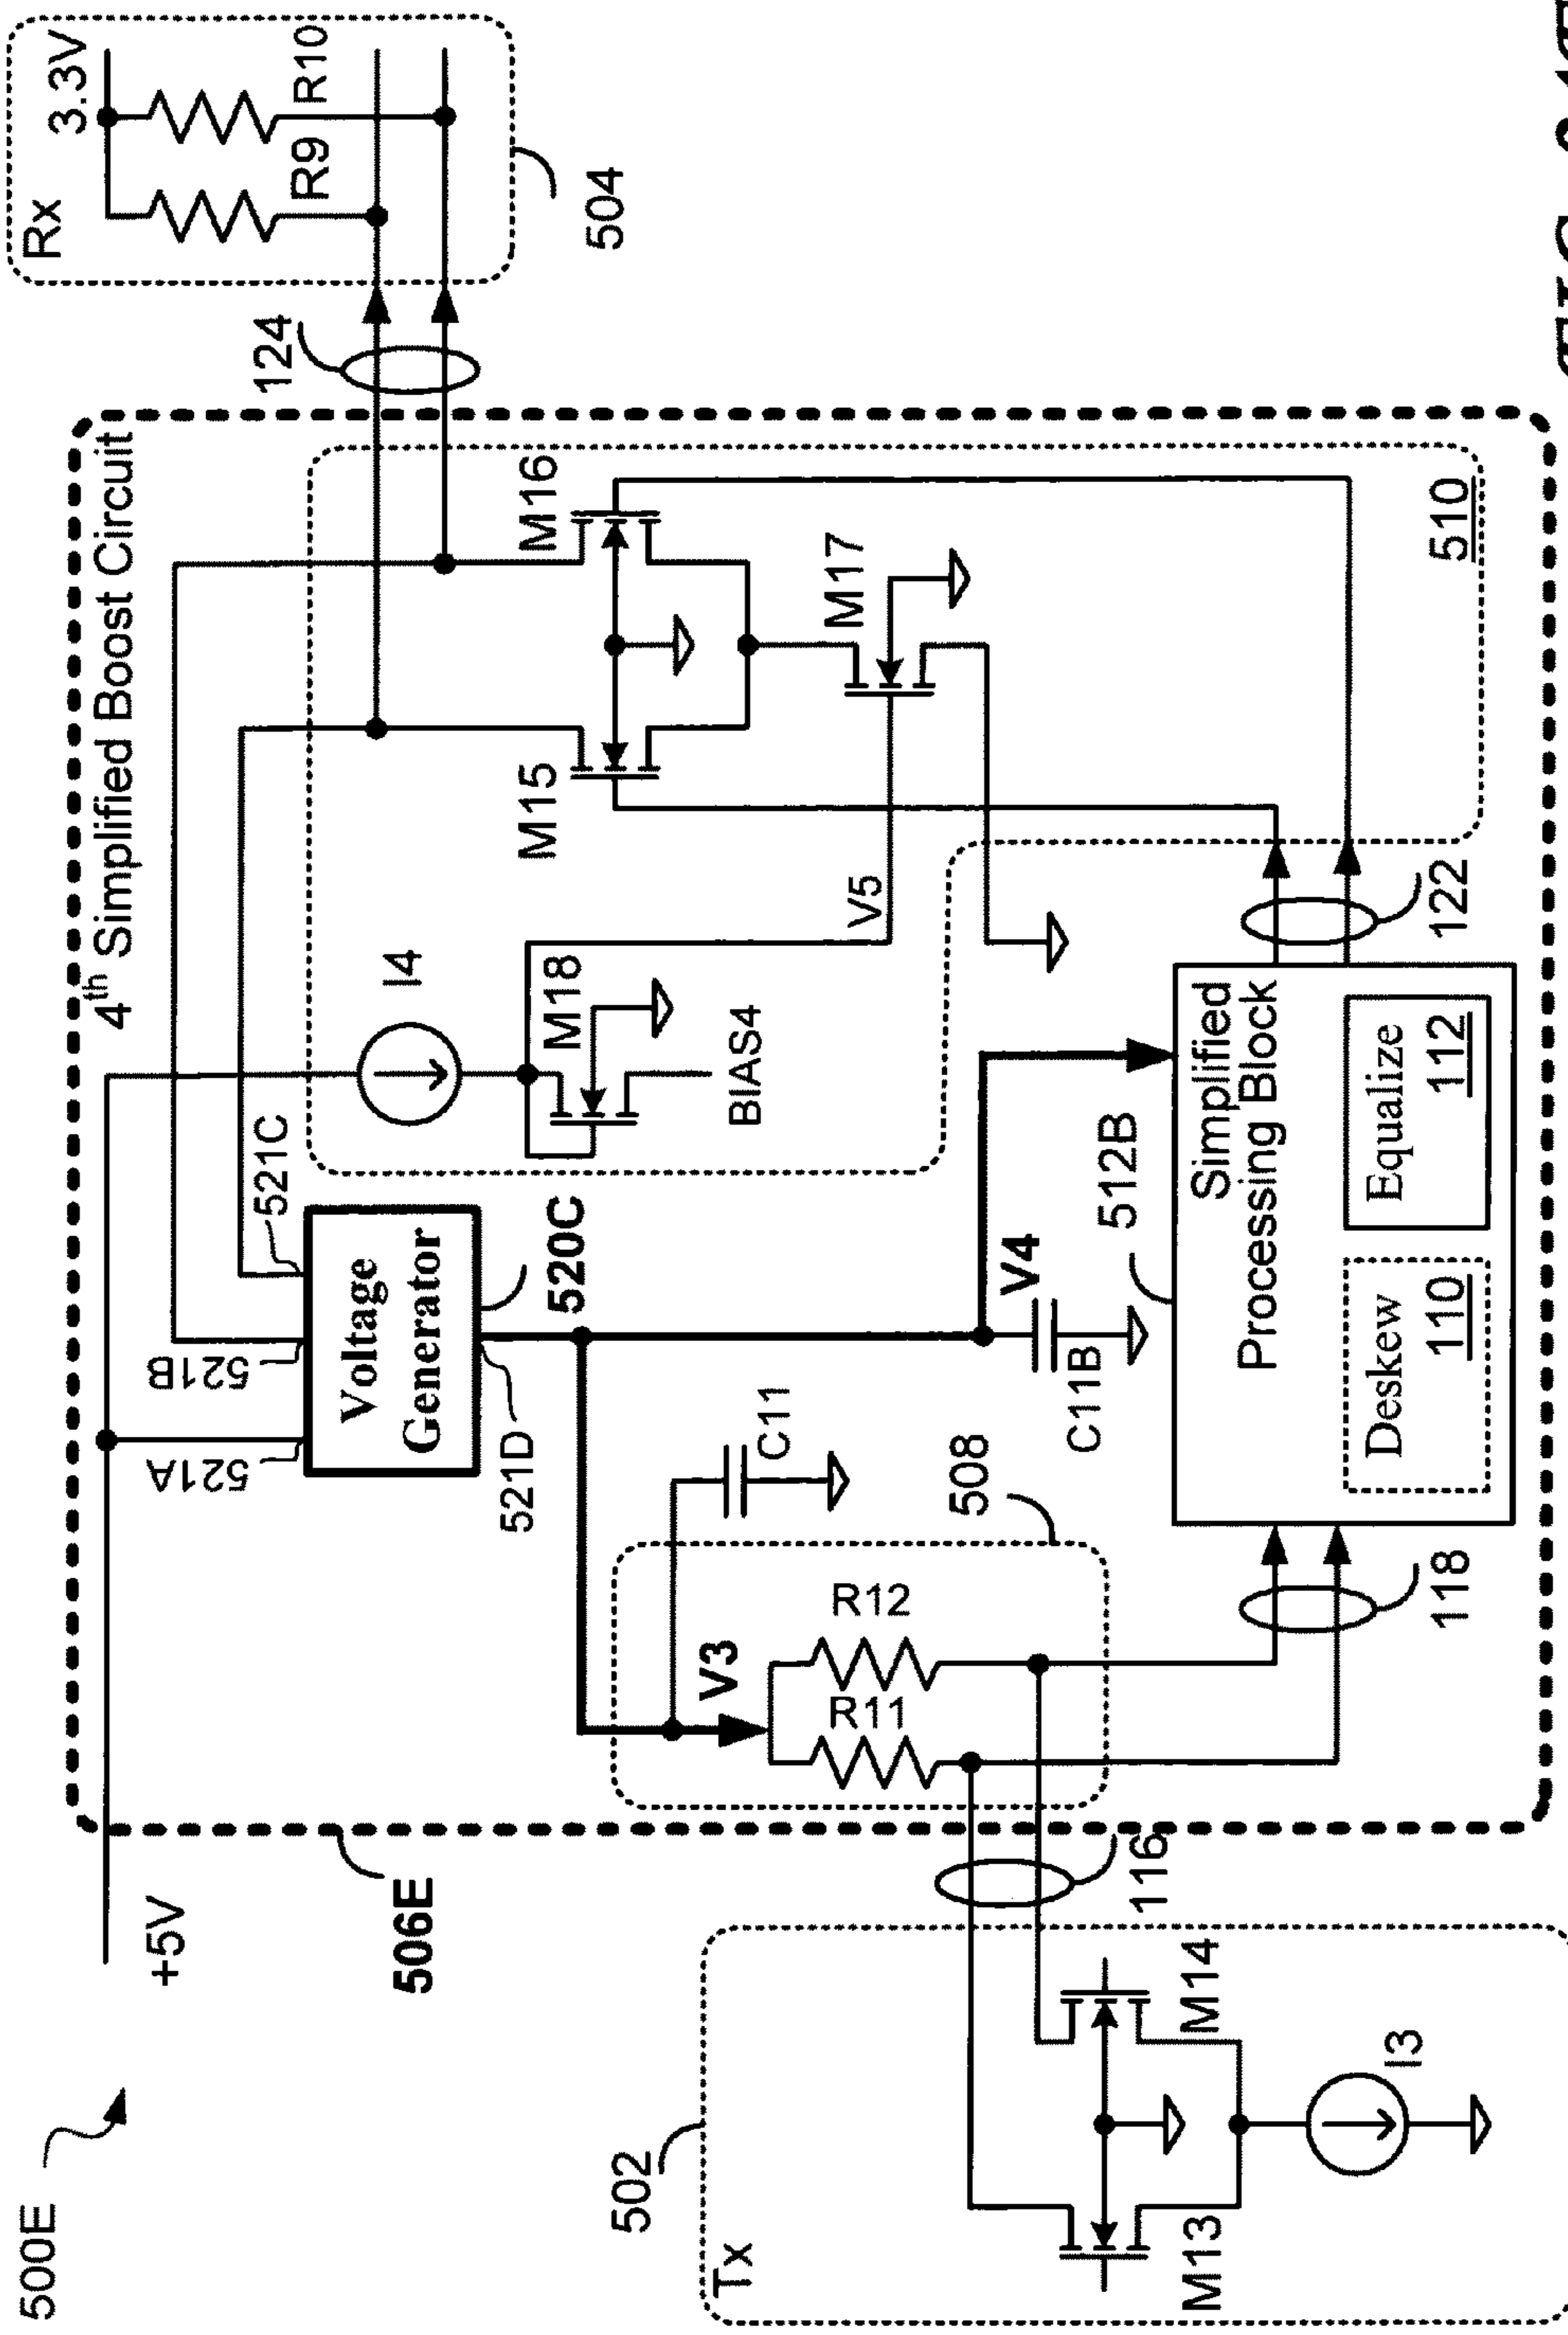 500E
+5V
506E
4th Simplified Boost Circuit
Rx
3.3V
R9
R10
504
124
521A
521B
521C
Voltage
Generator
520C
521D
I4
M18
BIAS4
V5
M15
M16
M17
510
C11
V3
R11
R12
508
V4
C11B
512B
Simplified
Processing Block
Deskew
110
Equalize
112
122
118
116
502
Tx
M13
M14
I3